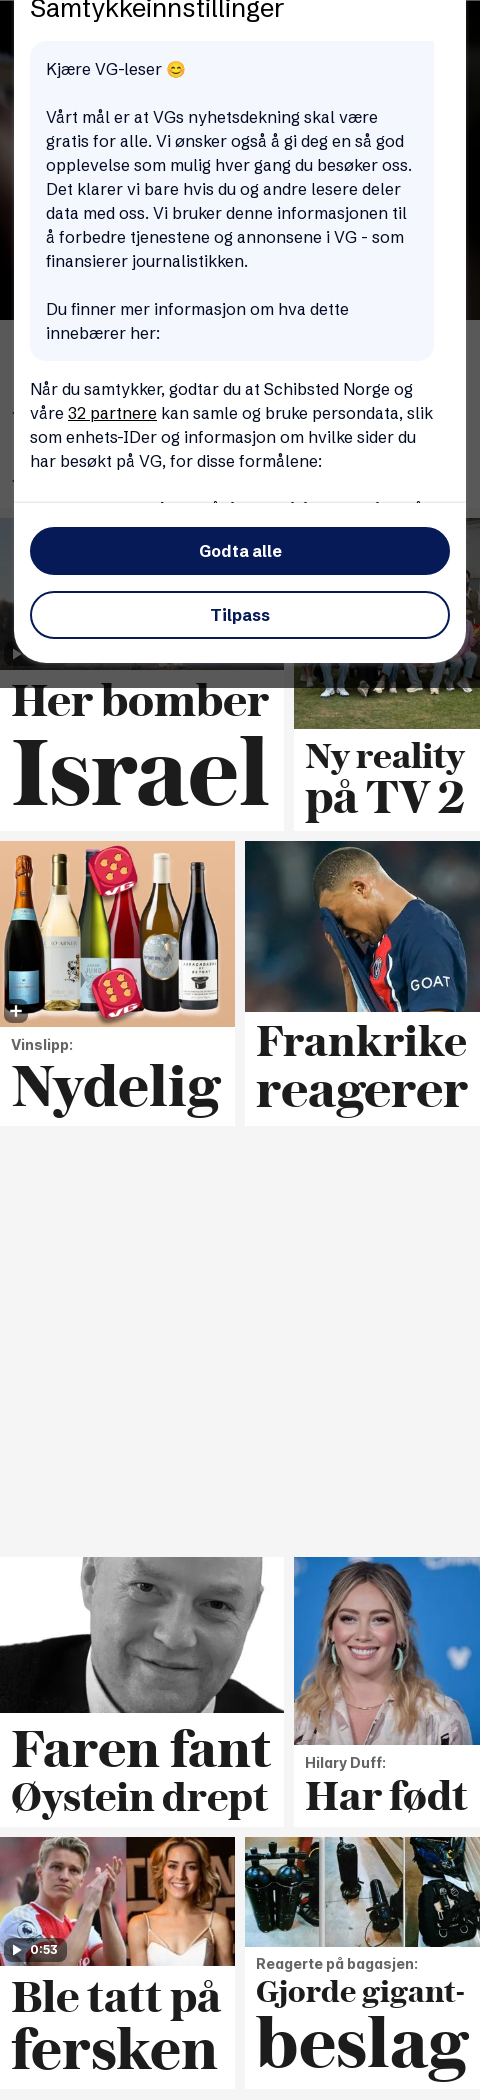 Samtykkeinnstillinger
Kjære VG-leser 😊
Vårt mål er at VGs nyhetsdekning skal være
gratis for alle. Vi ønsker også å gi deg en så god
opplevelse som mulig hver gang du besøker oss.
Det klarer vi bare hvis du og andre lesere deler
data med oss. Vi bruker denne informasjonen til
å forbedre tjenestene og annonsene i VG - som
finansierer journalistikken.
Du finner mer informasjon om hva dette
innebærer her:
Når du samtykker, godtar du at Schibsted Norge og
våre 32 partnere kan samle og bruke persondata, slik
som enhets-IDer og informasjon om hvilke sider du
har besøkt på VG, for disse formålene:
Godta alle
Tilpass
Her bomber
Israel
Ny reality
på TV 2
VG
VG
GOAT
Vinslipp:
Nydelig
Frankrike
reagerer
Faren fant
Øystein drept
Hilary Duff:
Har født
0:53
Ble tatt på
fersken
Reagerte på bagasjen:
Gjorde gigant-
beslag